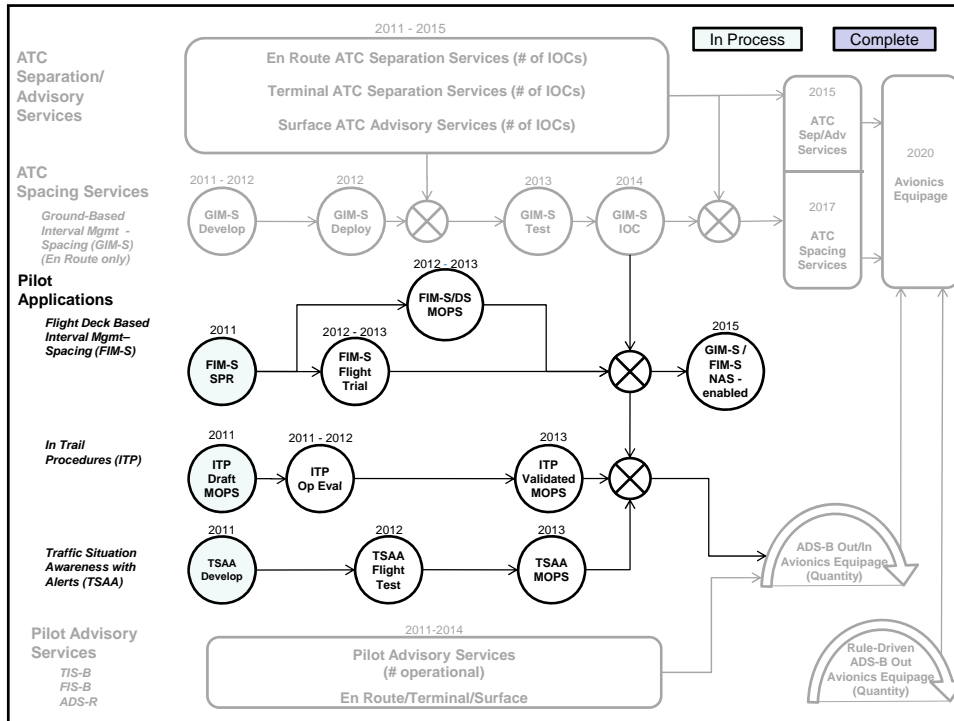 2011 - 2015
In Process
Complete
ATC
Separation/
Advisory
Services
En Route ATC Separation Services (# of IOCs)
Terminal ATC Separation Services (# of IOCs)
Surface ATC Advisory Services (# of IOCs)
2015
ATC
Sep/Adv
Services
2020
Avionics
Equipage
ATC
Spacing Services
Ground-Based
Interval Mgmt -
Spacing (GIM-S)
(En Route only)
2011 - 2012
GIM-S
Develop
2012
GIM-S
Deploy
2013
GIM-S
Test
2014
GIM-S
IOC
2017
ATC
Spacing
Services
Pilot
Applications
Flight Deck Based
Interval Mgmt–
Spacing (FIM-S)
2011
FIM-S
SPR
2012 - 2013
FIM-S/DS
MOPS
2012 - 2013
FIM-S
Flight
Trial
2015
GIM-S /
FIM-S
NAS -
enabled
In Trail
Procedures (ITP)
2011
ITP
Draft
MOPS
2011 - 2012
ITP
Op Eval
2013
ITP
Validated
MOPS
Traffic Situation
Awareness with
Alerts (TSAA)
2011
TSAA
Develop
2012
TSAA
Flight
Test
2013
TSAA
MOPS
ADS-B Out/In
Avionics Equipage
(Quantity)
Pilot Advisory
Services
TIS-B
FIS-B
ADS-R
2011-2014
Pilot Advisory Services
(# operational)
En Route/Terminal/Surface
Rule-Driven
ADS-B Out
Avionics Equipage
(Quantity)